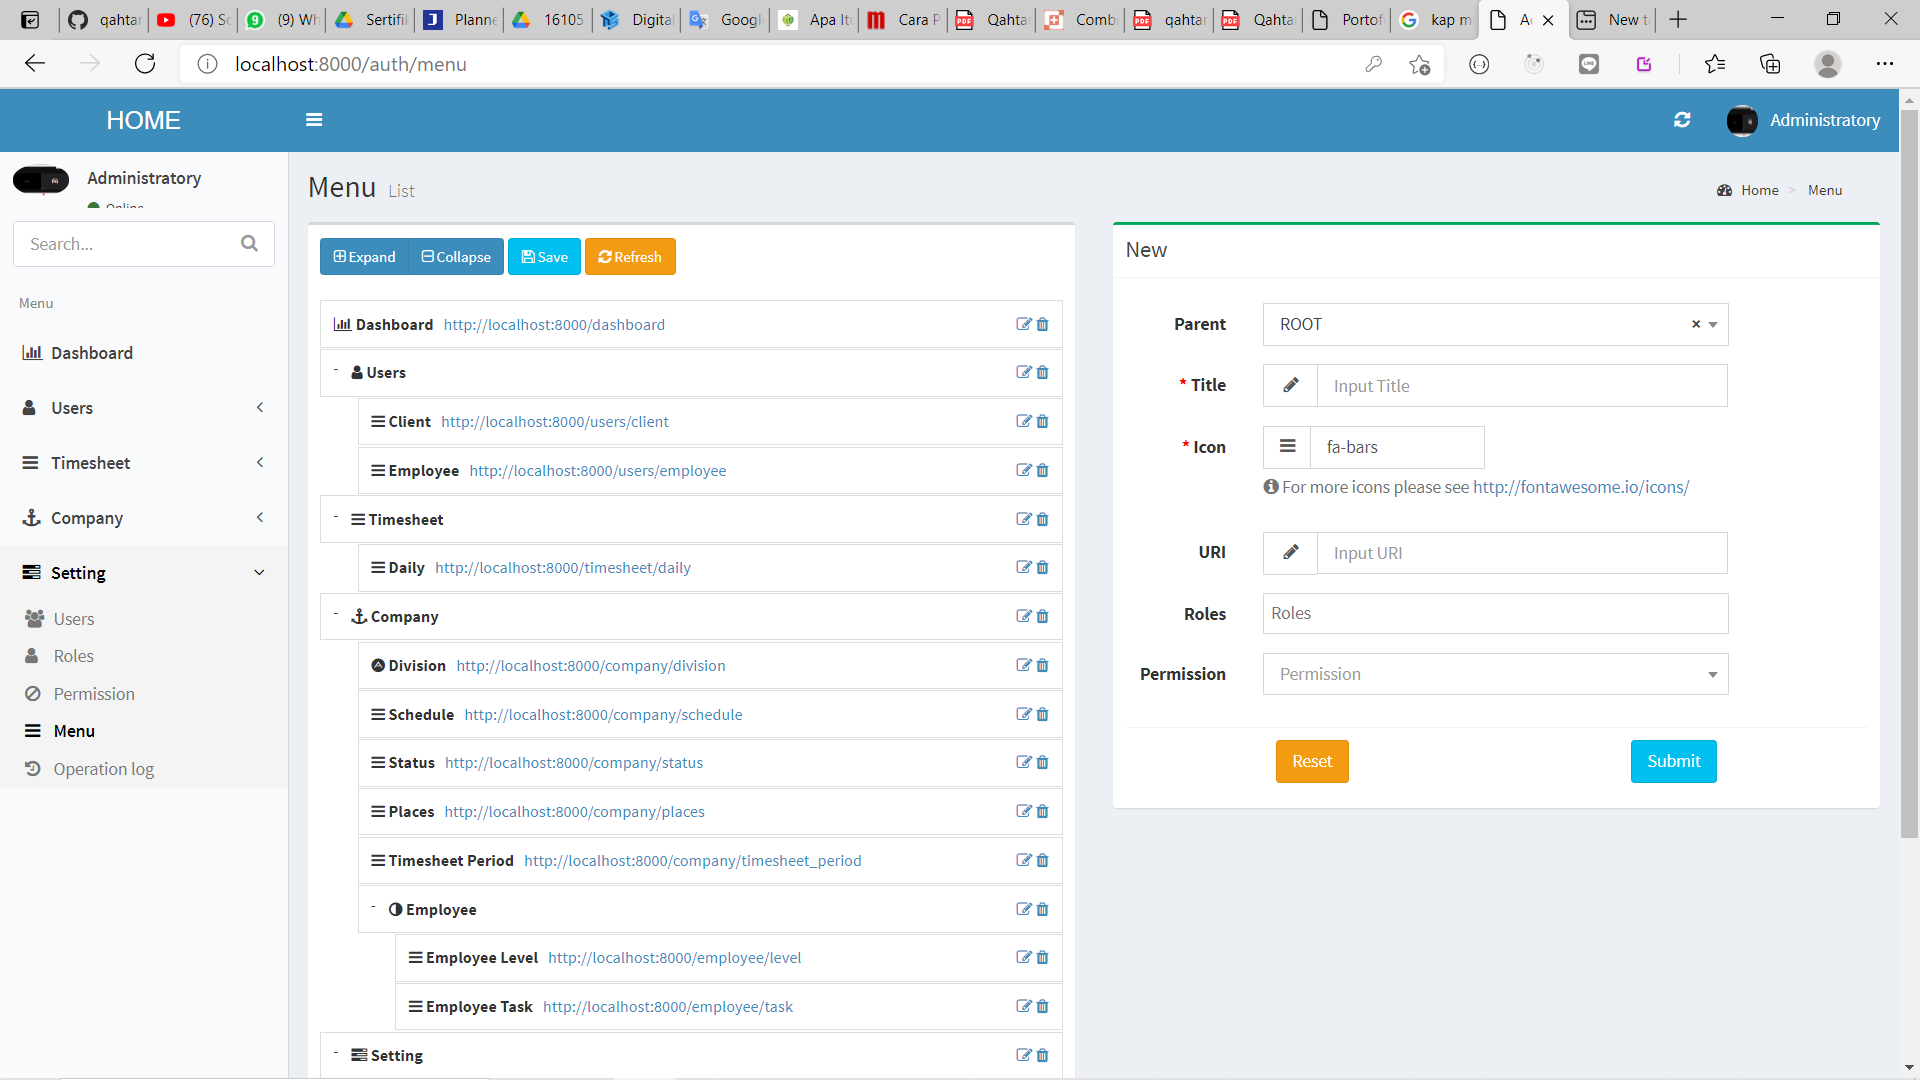 qahtan
(76) Sc
(9) Wh
Sertifik
Planne
16105
Digital
Googl
Apa It
Cara P
Qahta
Combi
qahtar
Qahta
Portof
kap m
New t
localhost:8000/auth/menu
HOME
Administratory
Administratory
Online
Search...
Menu
Dashboard
Users
Timesheet
Company
Setting
Users
Roles
Permission
Menu
Operation log
Menu List
Home > Menu
Expand Collapse Save Refresh
Dashboard http://localhost:8000/dashboard
- Users
Client http://localhost:8000/users/client
Employee http://localhost:8000/users/employee
- Timesheet
Daily http://localhost:8000/timesheet/daily
- Company
Division http://localhost:8000/company/division
Schedule http://localhost:8000/company/schedule
Status http://localhost:8000/company/status
Places http://localhost:8000/company/places
Timesheet Period http://localhost:8000/company/timesheet_period
- Employee
Employee Level http://localhost:8000/employee/level
Employee Task http://localhost:8000/employee/task
- Setting
New
Parent ROOT ×
* Title Input Title
* Icon fa-bars
For more icons please see http://fontawesome.io/icons/
URI Input URI
Roles Roles
Permission Permission
Reset Submit